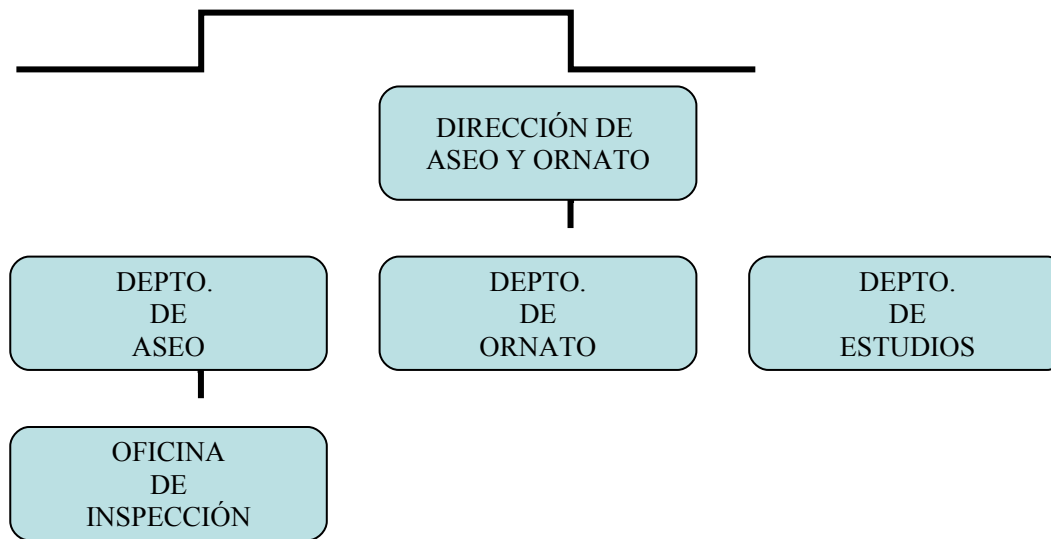 DIRECCIÓN DE
ASEO Y ORNATO
DEPTO.
DE
ASEO
DEPTO.
DE
ORNATO
DEPTO.
DE
ESTUDIOS
OFICINA
DE
INSPECCIÓN